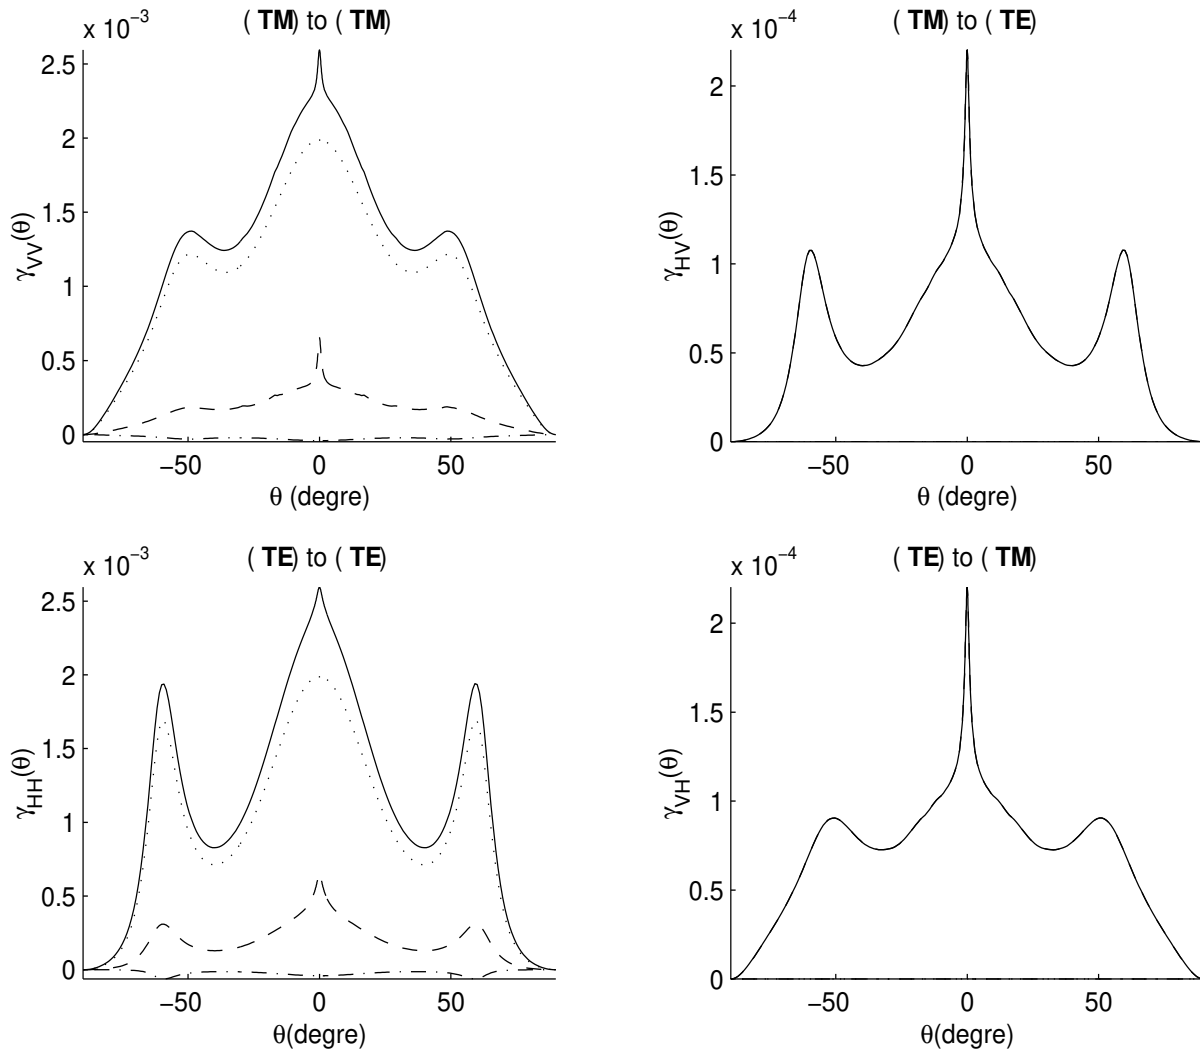 ( TM) to ( TM)
x 10⁻³
2.5
2
1.5
1
0.5
0
γVV(θ)
−50 0 50
θ (degre)
( TM) to ( TE)
x 10⁻⁴
2
1.5
1
0.5
0
γHV(θ)
−50 0 50
θ (degre)
( TE) to ( TE)
x 10⁻³
2.5
2
1.5
1
0.5
0
γHH(θ)
−50 0 50
θ(degre)
( TE) to ( TM)
x 10⁻⁴
2
1.5
1
0.5
0
γVH(θ)
−50 0 50
θ(degre)